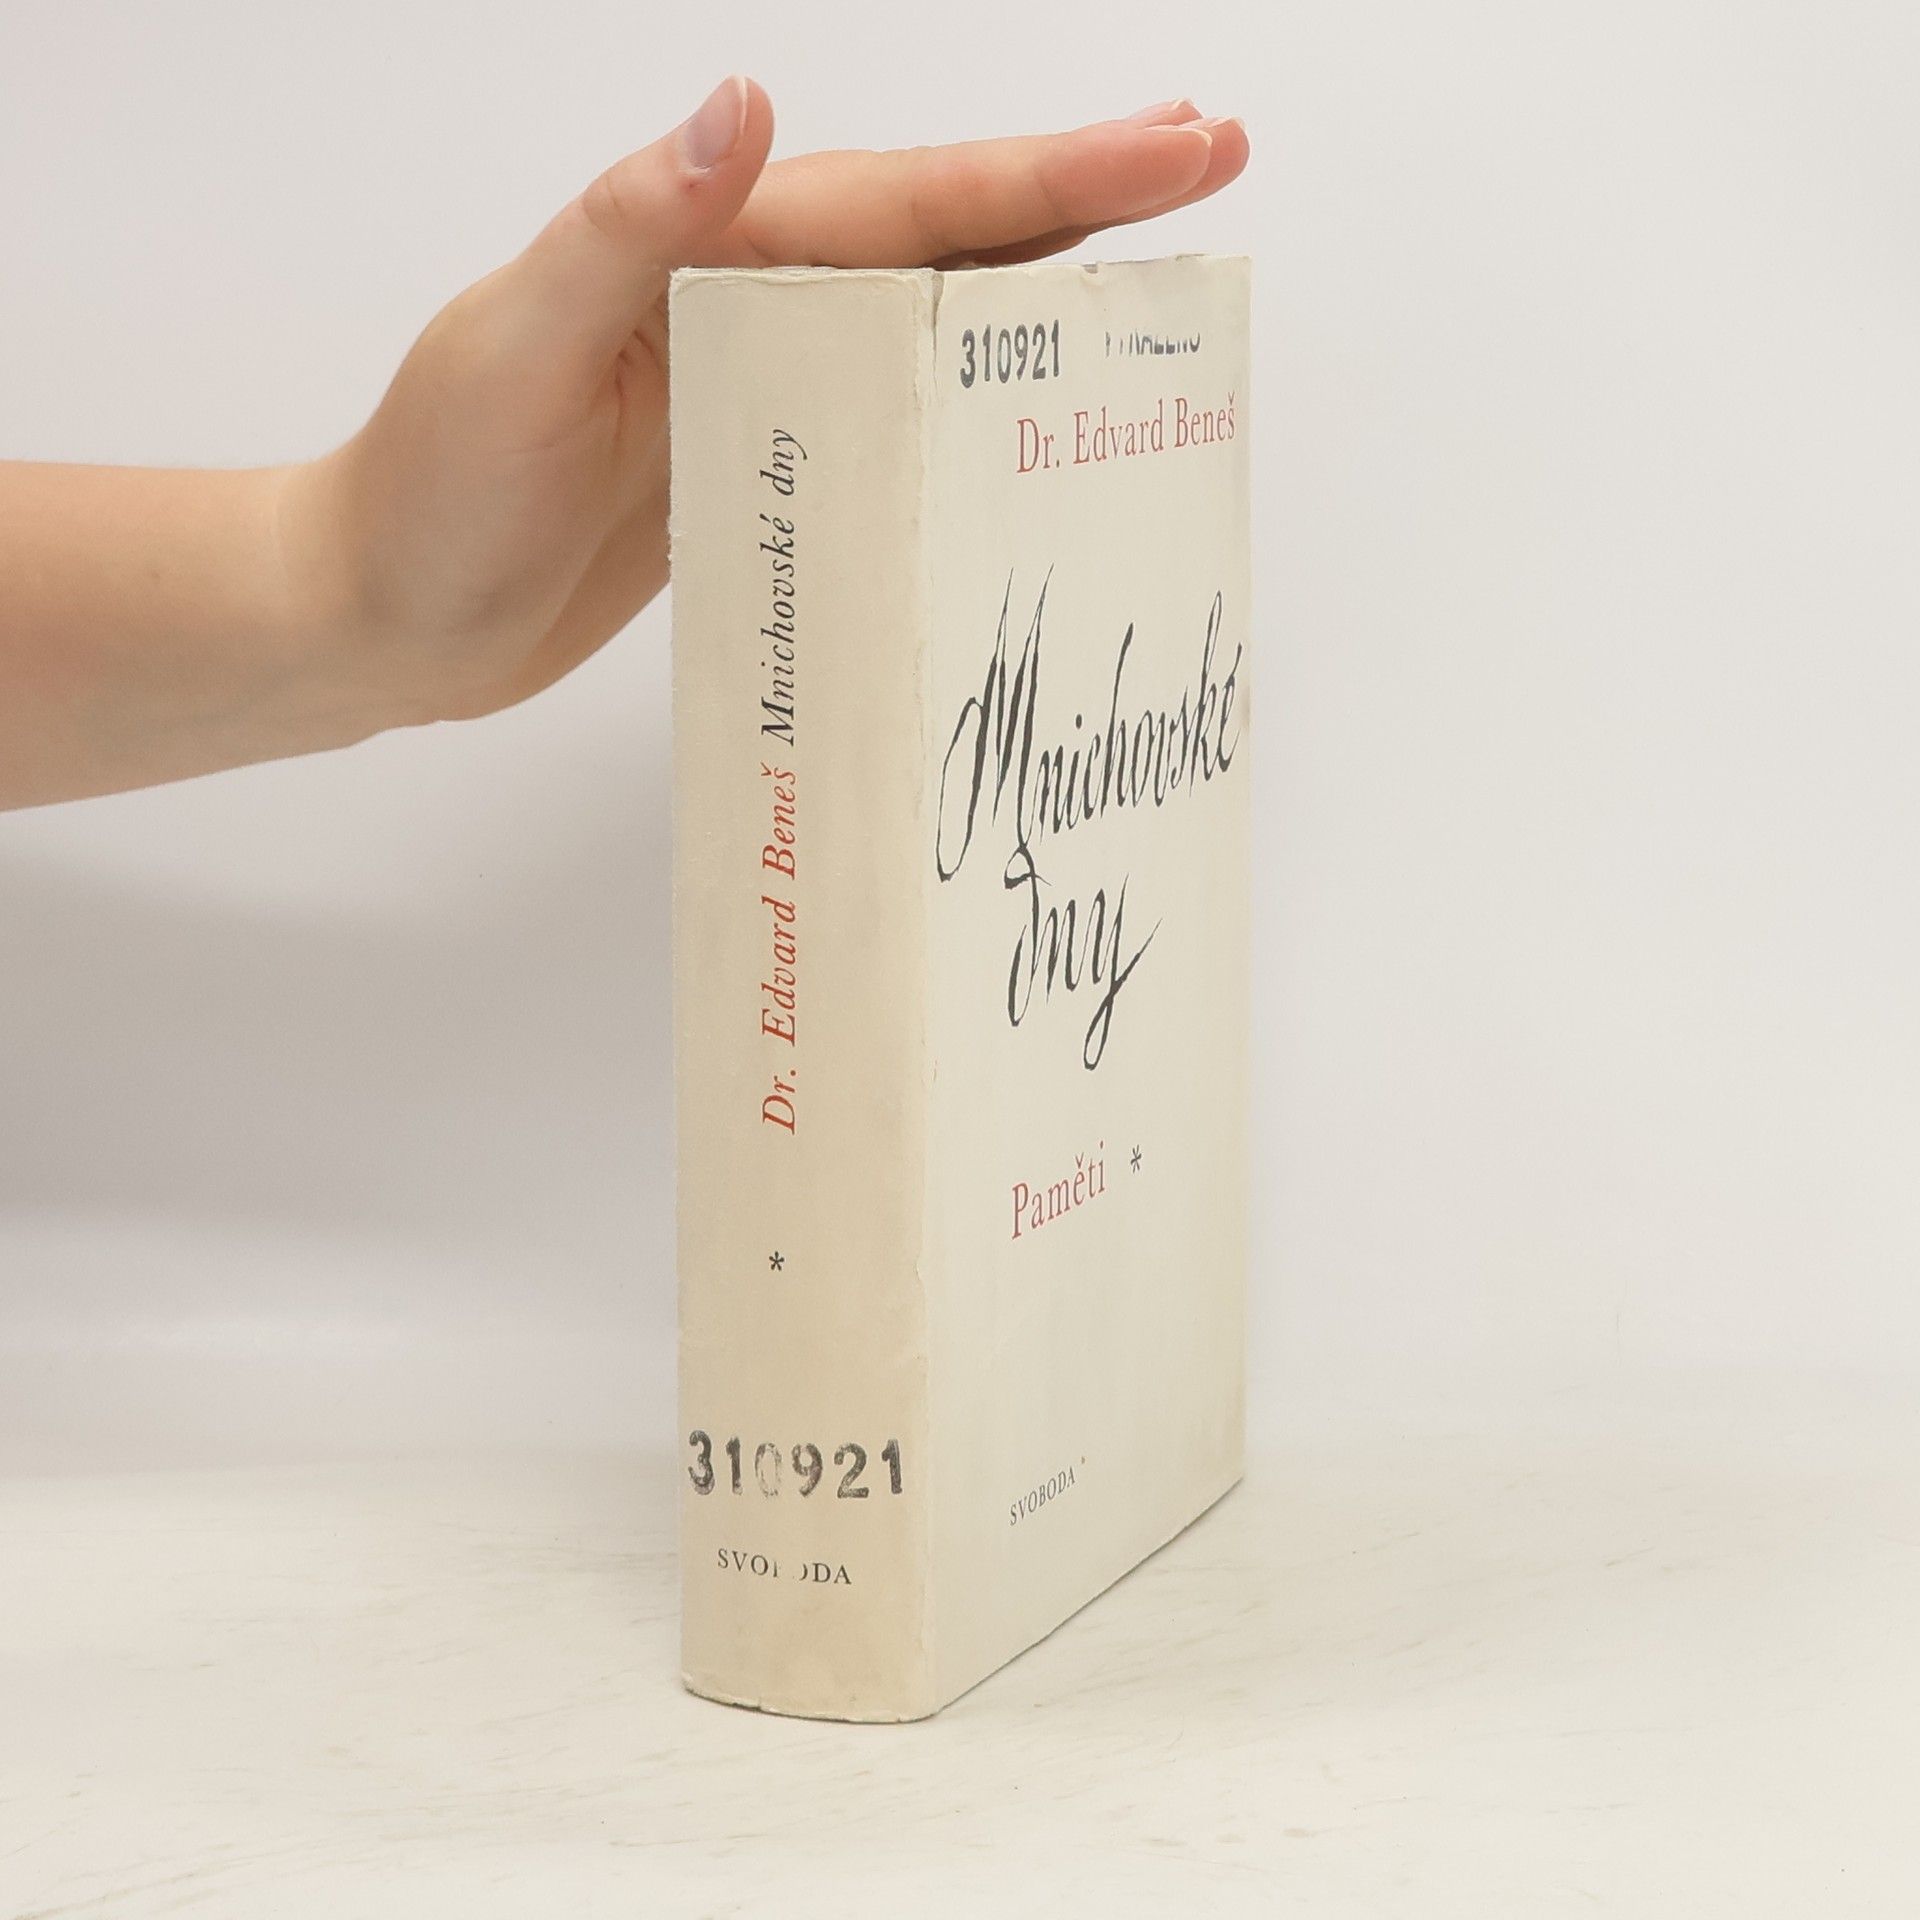 Dr. Edvard Beneš Mnichovské dny
*
310921
SVOBODA
310921
Dr. Edvard Beneš
Mnichovské
dny
Paměti *
SVOBODA